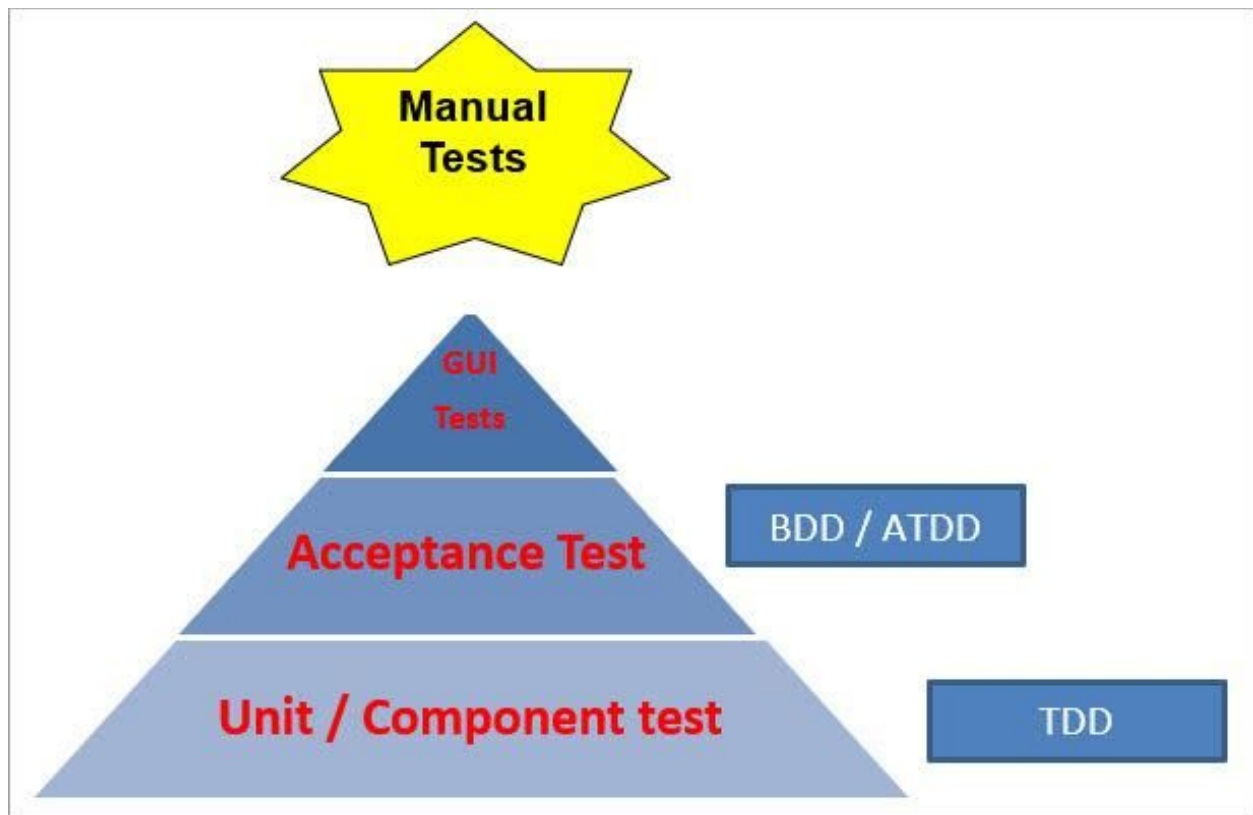 Manual
Tests
GUI
Tests
Acceptance Test
BDD / ATDD
Unit / Component test
TDD